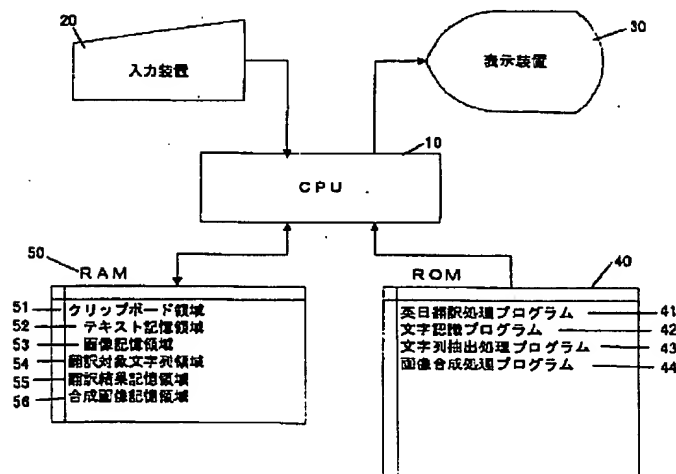 20
入力装置
30
表示装置
10
CPU
50
RAM
51
クリップボード領域
52
テキスト記憶領域
53
画像記憶領域
54
翻訳対象文字列領域
55
翻訳結果記憶領域
56
合成画像記憶領域
ROM
40
英日翻訳処理プログラム
41
文字認識プログラム
42
文字列抽出処理プログラム
43
画像合成処理プログラム
44